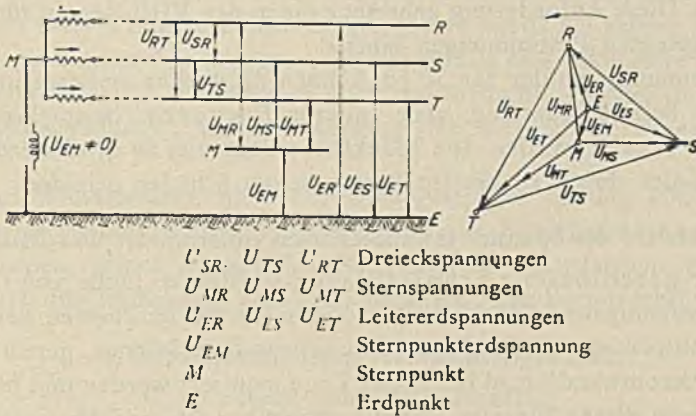 R
S
T
M
U_RT U_SR
U_TS
U_MR U_MS U_MT
M
(U_EM ≠ 0)
U_EM U_ER U_ES U_ET
E
R
U_SR
U_RT
U_ER
U_MR
E
U_ES
U_ET
U_EM
M
U_MS
S
U_MT
U_TS
T
U_SR U_TS U_RT Dreieckspannungen
U_MR U_MS U_MT Sternspannungen
U_ER U_ES U_ET Leitererdspannungen
U_EM Sternpunkterdspannung
M Sternpunkt
E Erdpunkt